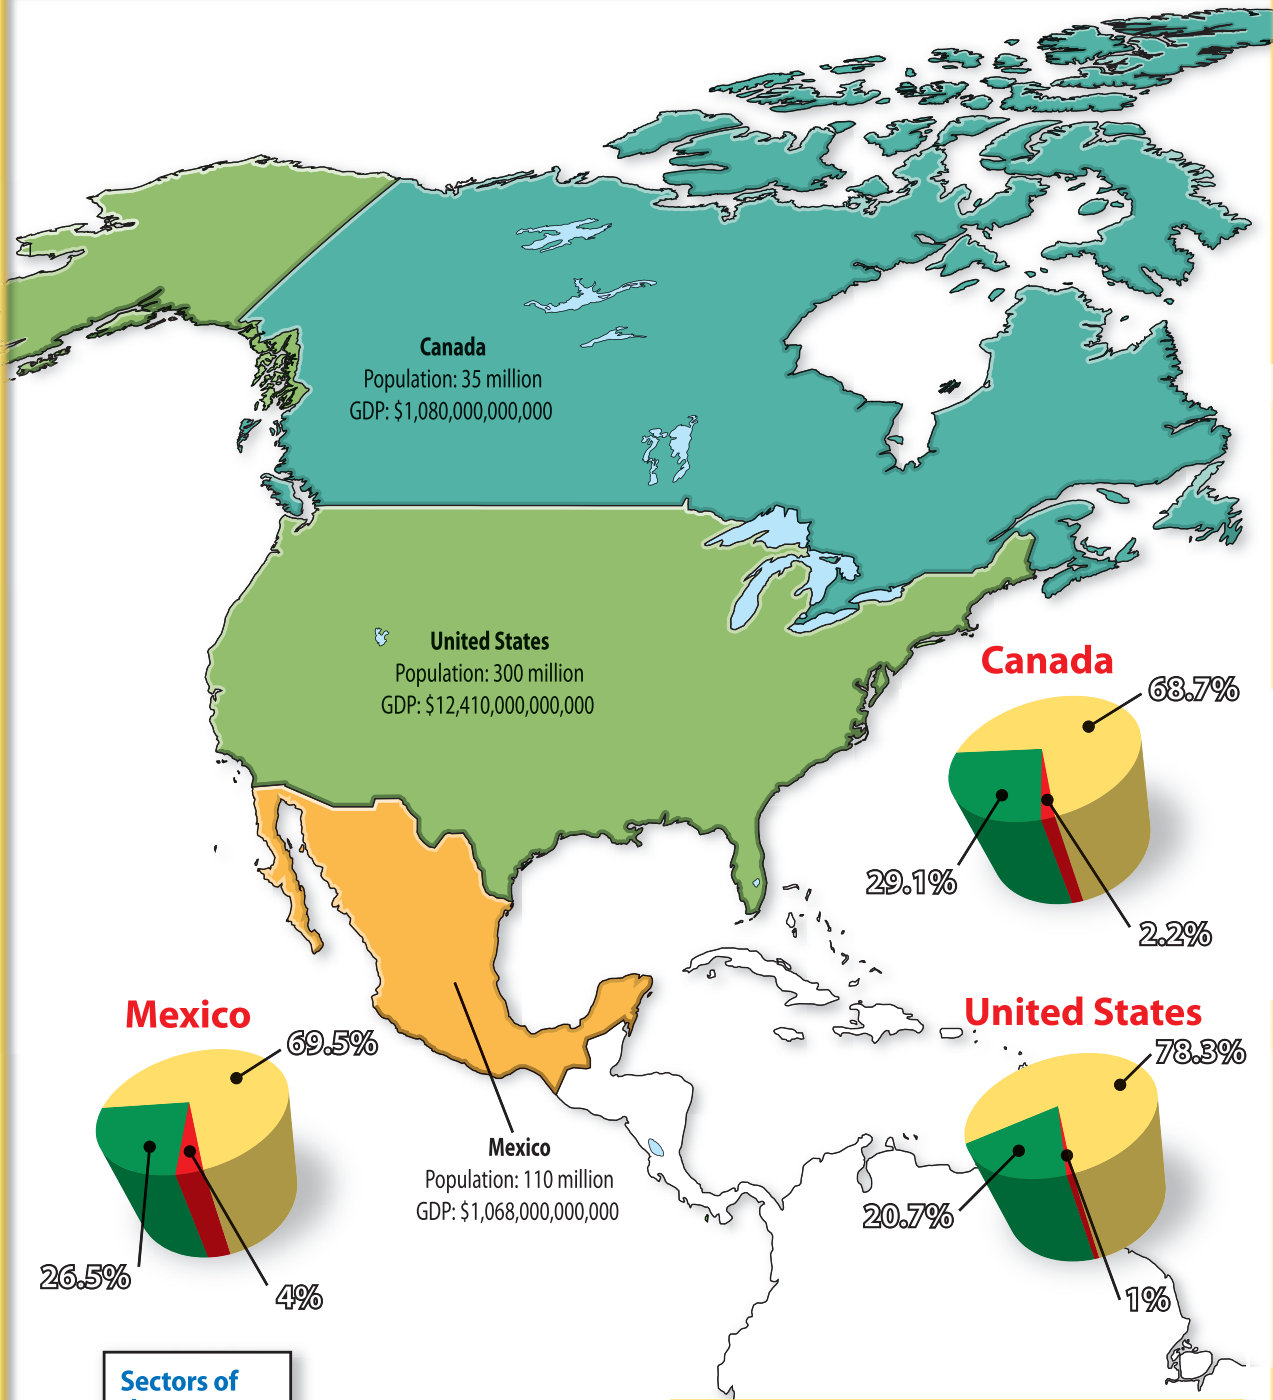 Canada
Population: 35 million
GDP: $1,080,000,000,000
United States
Population: 300 million
GDP: $12,410,000,000,000
Canada
68.7%
29.1%
2.2%
Mexico
69.5%
26.5%
4%
Mexico
Population: 110 million
GDP: $1,068,000,000,000
United States
78.3%
20.7%
1%
Sectors of